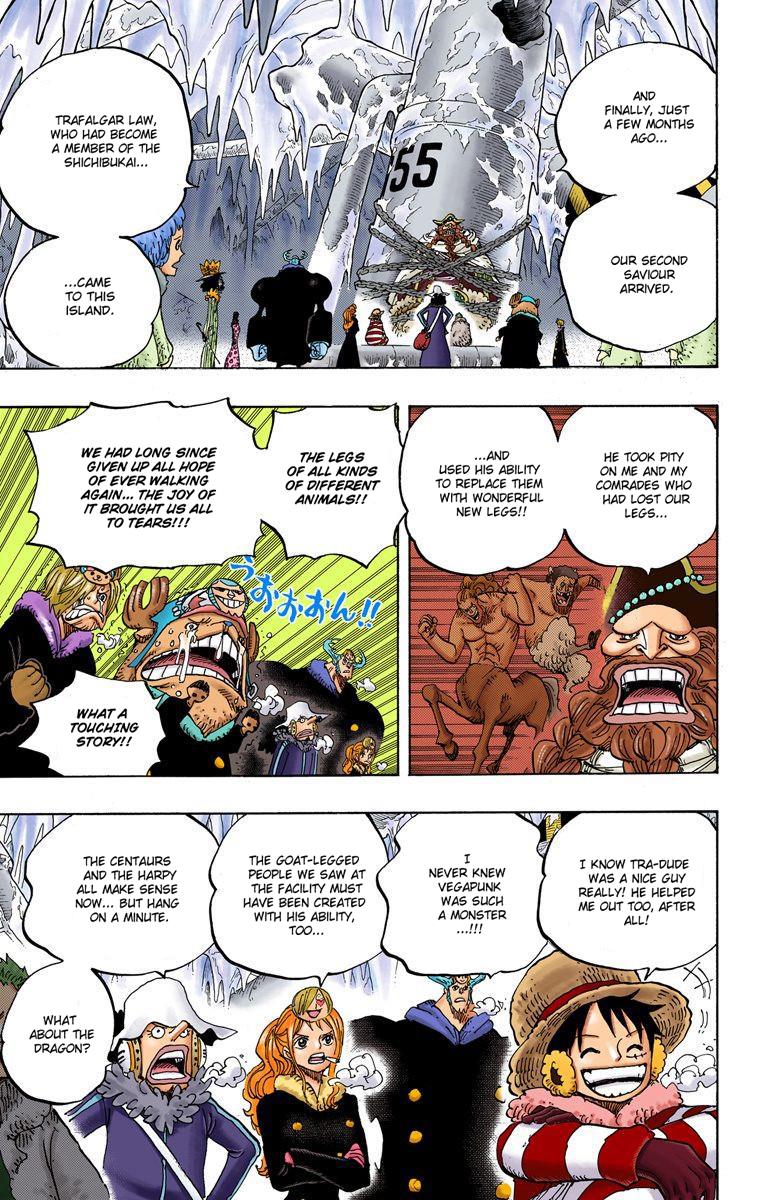 AND
FINALLY, JUST
A FEW MONTHS
AGO...
OUR SECOND
SAVIOUR
ARRIVED.
TRAFALGAR LAW,
WHO HAD BECOME
A MEMBER OF THE
SHICHIBUKAI...
...CAME
TO THIS
ISLAND.
55
HE TOOK PITY
ON ME AND MY
COMRADES WHO
HAD LOST OUR
LEGS...
...AND
USED HIS ABILITY
TO REPLACE THEM
WITH WONDERFUL
NEW LEGS!!
THE LEGS
OF ALL KINDS
OF DIFFERENT
ANIMALS!!
WE HAD LONG SINCE
GIVEN UP ALL HOPE
OF EVER WALKING
AGAIN... THE JOY OF
IT BROUGHT US ALL
TO TEARS!!!
うおおおおん!!
WHAT A
TOUCHING
STORY!!
I KNOW TRA-DUDE
WAS A NICE GUY
REALLY! HE HELPED
ME OUT TOO, AFTER
ALL!
I
NEVER KNEW
VEGAPUNK
WAS SUCH
A MONSTER
...!!!
THE GOAT-LEGGED
PEOPLE WE SAW AT
THE FACILITY MUST
HAVE BEEN CREATED
WITH HIS ABILITY,
TOO...
THE CENTAURS
AND THE HARPY
ALL MAKE SENSE
NOW... BUT HANG
ON A MINUTE.
WHAT
ABOUT THE
DRAGON?